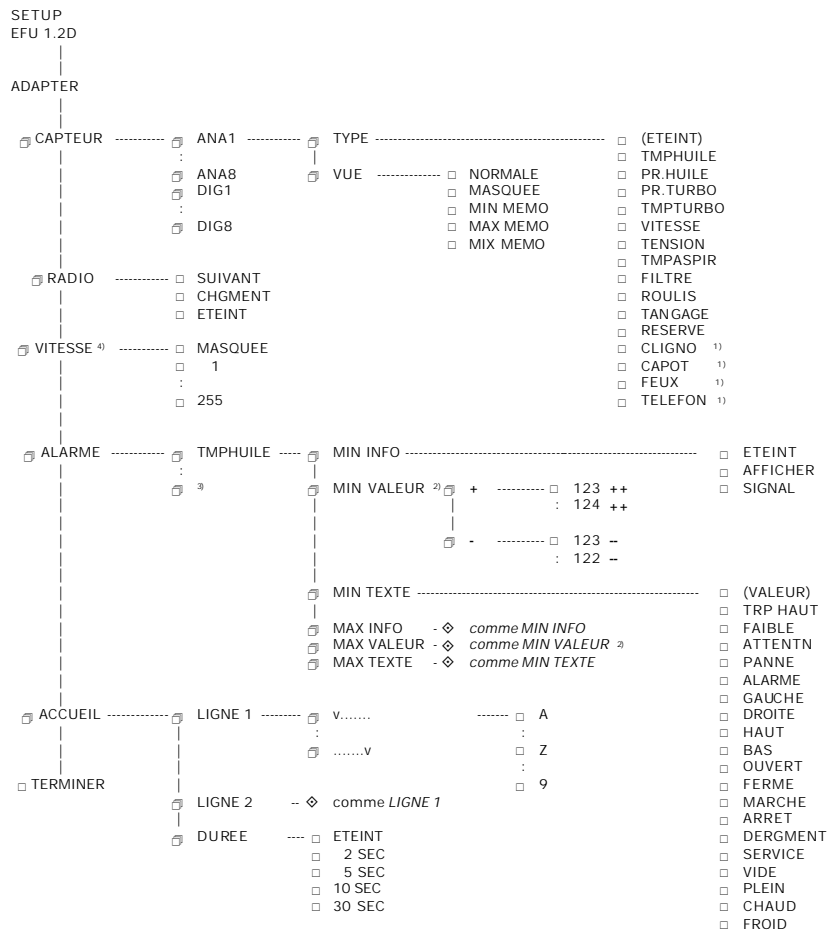 SETUP
EFU 1.2D
ADAPTER
CAPTEUR ----------- ANA1 ----------- TYPE -------------------------------------------------- (ETEINT)
: TMPHUILE
ANA8 VUE -------------- NORMALE PR.HUILE
DIG1 MASQUEE PR.TURBO
: MIN MEMO TMPTURBO
DIG8 MAX MEMO VITESSE
MIX MEMO TENSION
TMPASPIR
RADIO ------------ SUIVANT FILTRE
CHGMENT ROULIS
ETEINT TANGAGE
RESERVE
VITESSE 4) ----------- MASQUEE CLIGNO 1)
1 CAPOT 1)
: FEUX 1)
255 TELEFON 1)
ALARME ------------ TMPHUILE ----- MIN INFO ---------------------------------------------------------------- ETEINT
: AFFICHER
3) MIN VALEUR 2) + ---------- 123 ++ SIGNAL
: 124 ++
- ---------- 123 --
: 122 --
MIN TEXTE -------------------------------------------------------------- (VALEUR)
TRP HAUT
MAX INFO - comme MIN INFO FAIBLE
MAX VALEUR - comme MIN VALEUR 2) ATTENTN
MAX TEXTE - comme MIN TEXTE PANNE
ALARME
GAUCHE
ACCUEIL ------------- LIGNE 1 --------- v....... ------- A DROITE
: : HAUT
.......v Z BAS
: OUVERT
TERMINER 9 FERME
LIGNE 2 -- comme LIGNE 1 MARCHE
ARRET
DUREE ---- ETEINT DERGMENT
2 SEC SERVICE
5 SEC VIDE
10 SEC PLEIN
30 SEC CHAUD
FROID